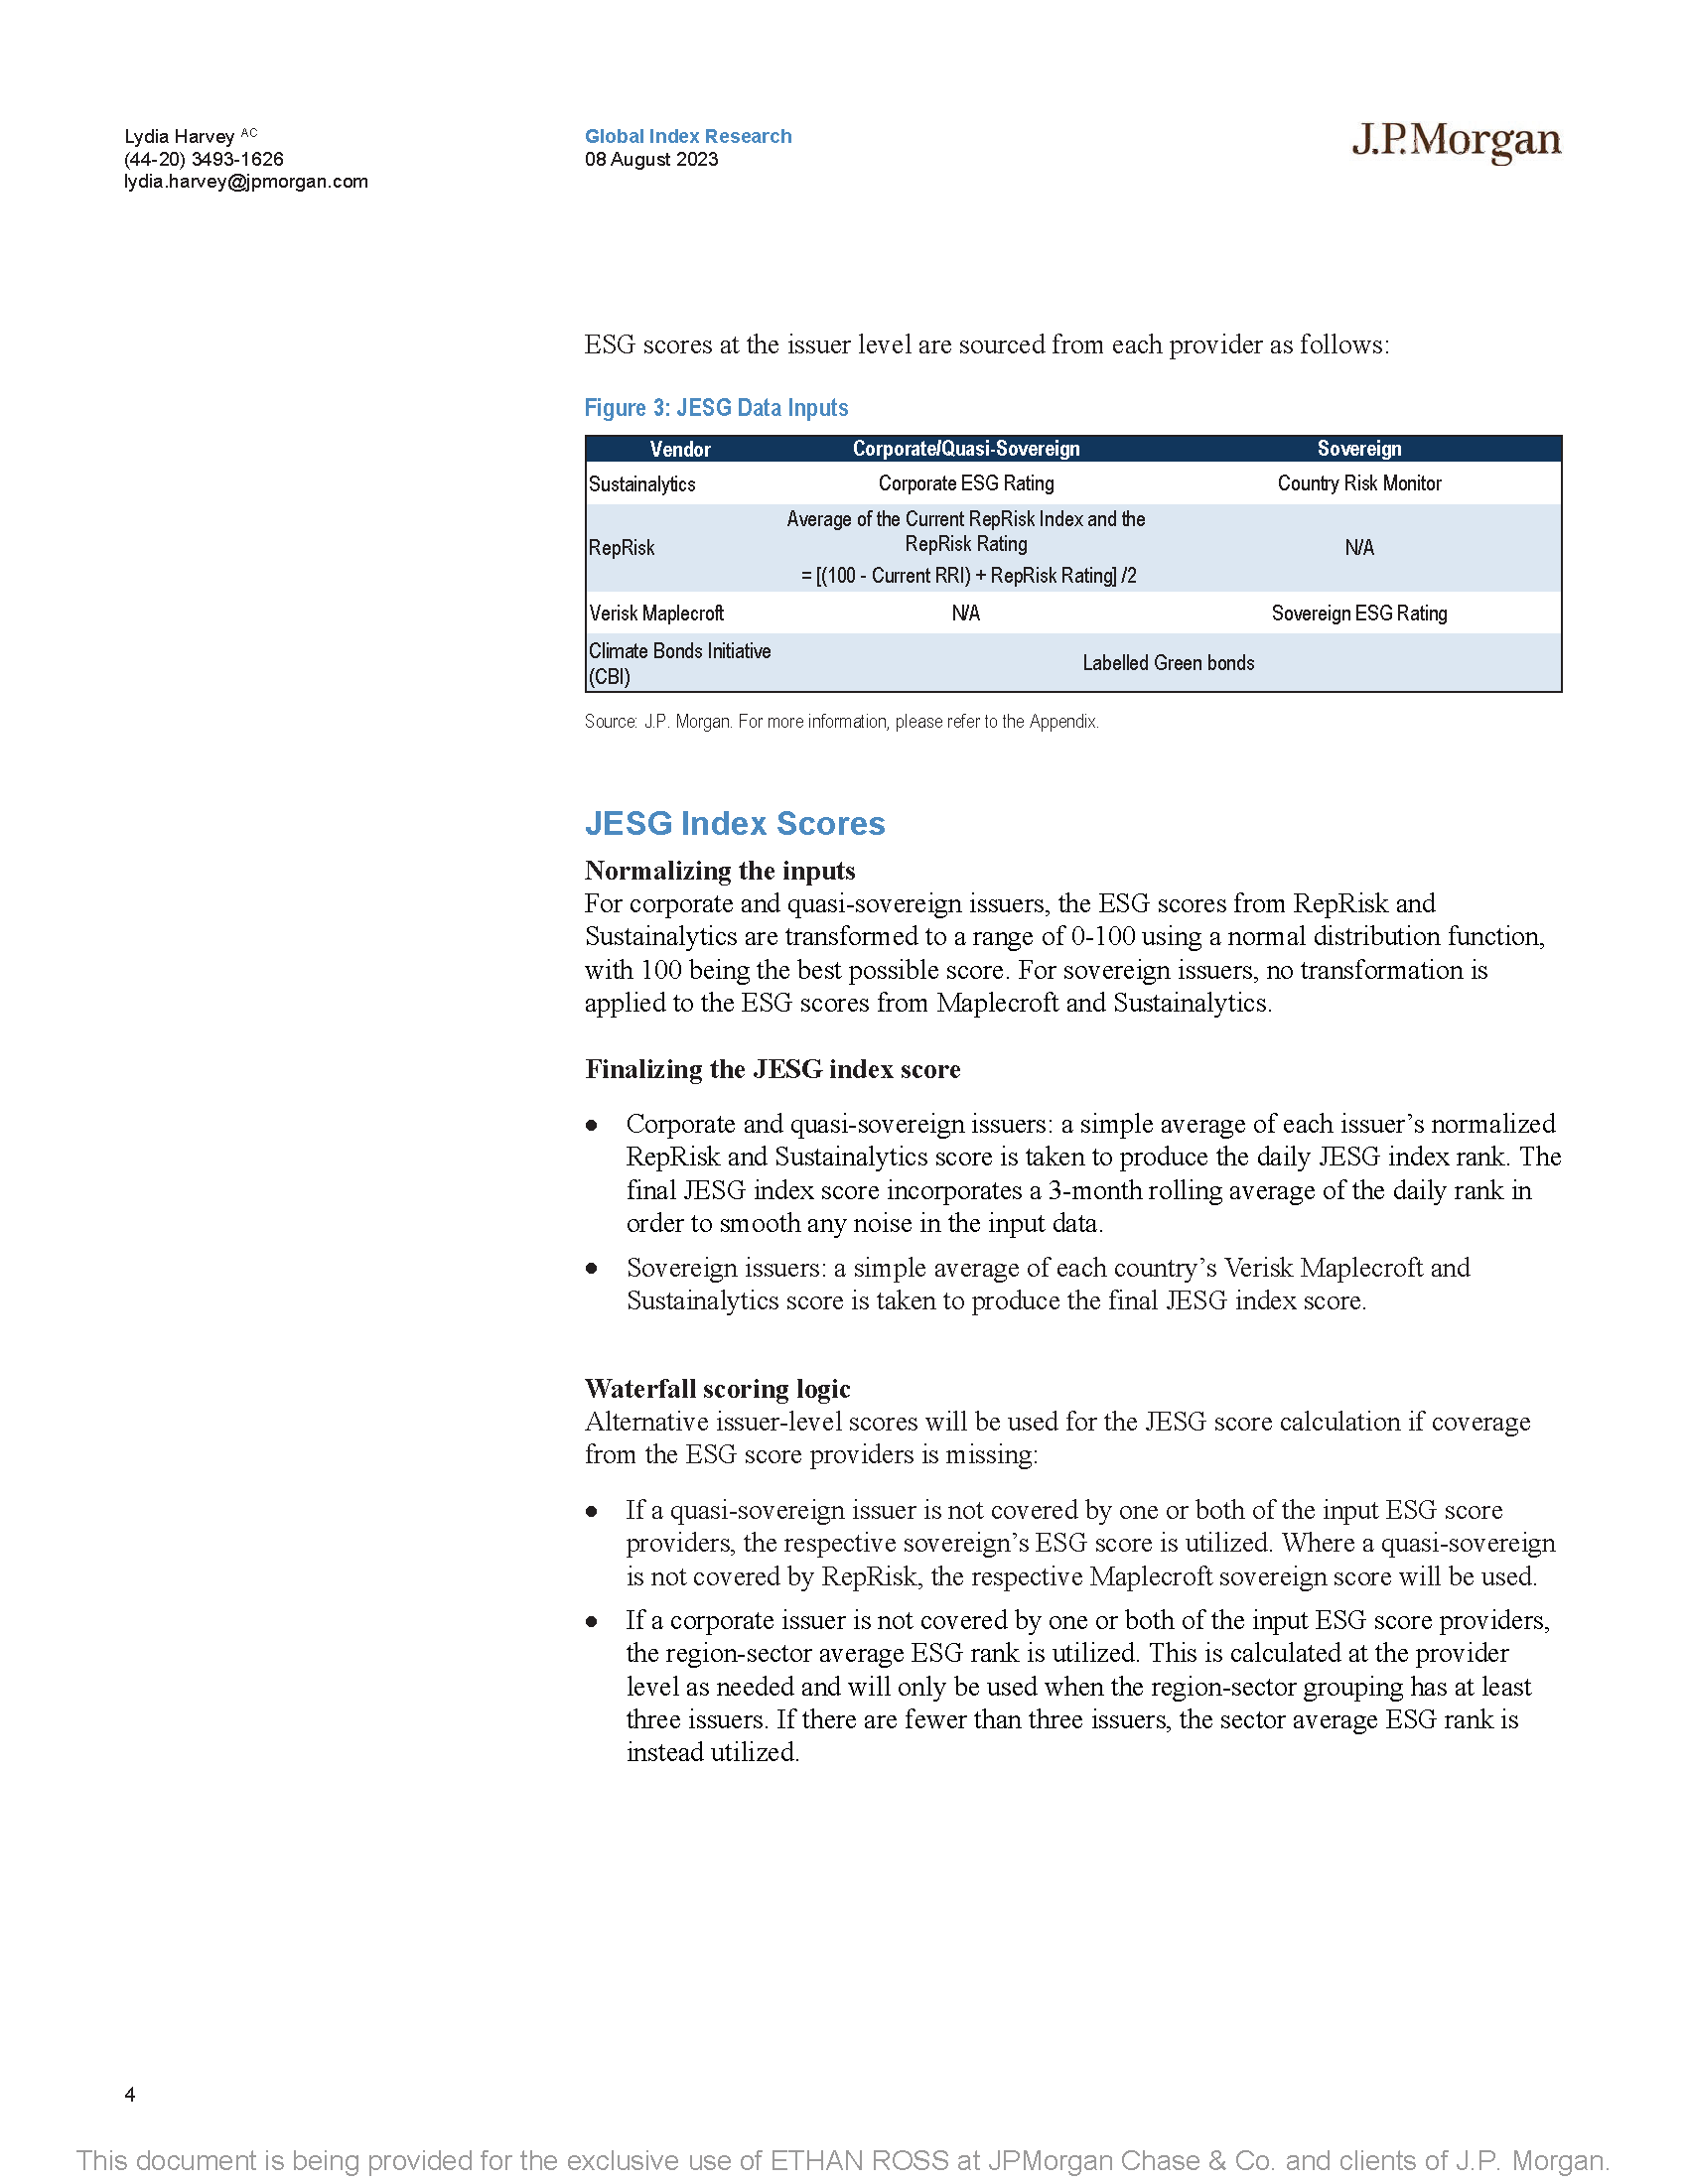 Lydia Harvey AC
(44-20) 3493-1626
lydia.harvey@jpmorgan.com
Global Index Research
08 August 2023
J.P.Morgan
ESG scores at the issuer level are sourced from each provider as follows:
Figure 3: JESG Data Inputs
Vendor Corporate/Quasi-Sovereign Sovereign
Sustainalytics Corporate ESG Rating Country Risk Monitor
RepRisk
Average of the Current RepRisk Index and the
RepRisk Rating
= [(100 - Current RRI) + RepRisk Rating] /2
N/A
Verisk Maplecroft N/A Sovereign ESG Rating
Climate Bonds Initiative
(CBI)
Labelled Green bonds
Source: J.P. Morgan. For more information, please refer to the Appendix.
JESG Index Scores
Normalizing the inputs
For corporate and quasi-sovereign issuers, the ESG scores from RepRisk and
Sustainalytics are transformed to a range of 0-100 using a normal distribution function,
with 100 being the best possible score. For sovereign issuers, no transformation is
applied to the ESG scores from Maplecroft and Sustainalytics.
Finalizing the JESG index score
● Corporate and quasi-sovereign issuers: a simple average of each issuer’s normalized
RepRisk and Sustainalytics score is taken to produce the daily JESG index rank. The
final JESG index score incorporates a 3-month rolling average of the daily rank in
order to smooth any noise in the input data.
● Sovereign issuers: a simple average of each country’s Verisk Maplecroft and
Sustainalytics score is taken to produce the final JESG index score.
Waterfall scoring logic
Alternative issuer-level scores will be used for the JESG score calculation if coverage
from the ESG score providers is missing:
● If a quasi-sovereign issuer is not covered by one or both of the input ESG score
providers, the respective sovereign’s ESG score is utilized. Where a quasi-sovereign
is not covered by RepRisk, the respective Maplecroft sovereign score will be used.
● If a corporate issuer is not covered by one or both of the input ESG score providers,
the region-sector average ESG rank is utilized. This is calculated at the provider
level as needed and will only be used when the region-sector grouping has at least
three issuers. If there are fewer than three issuers, the sector average ESG rank is
instead utilized.
4
This document is being provided for the exclusive use of ETHAN ROSS at JPMorgan Chase & Co. and clients of J.P. Morgan.